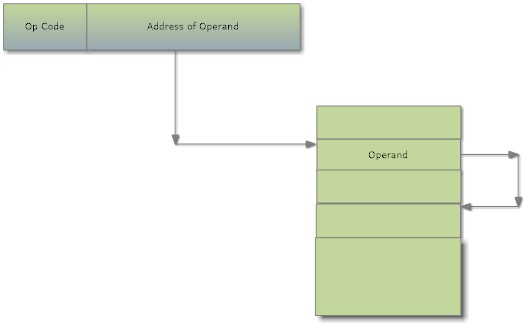 Op Code
Address of Operand
Operand